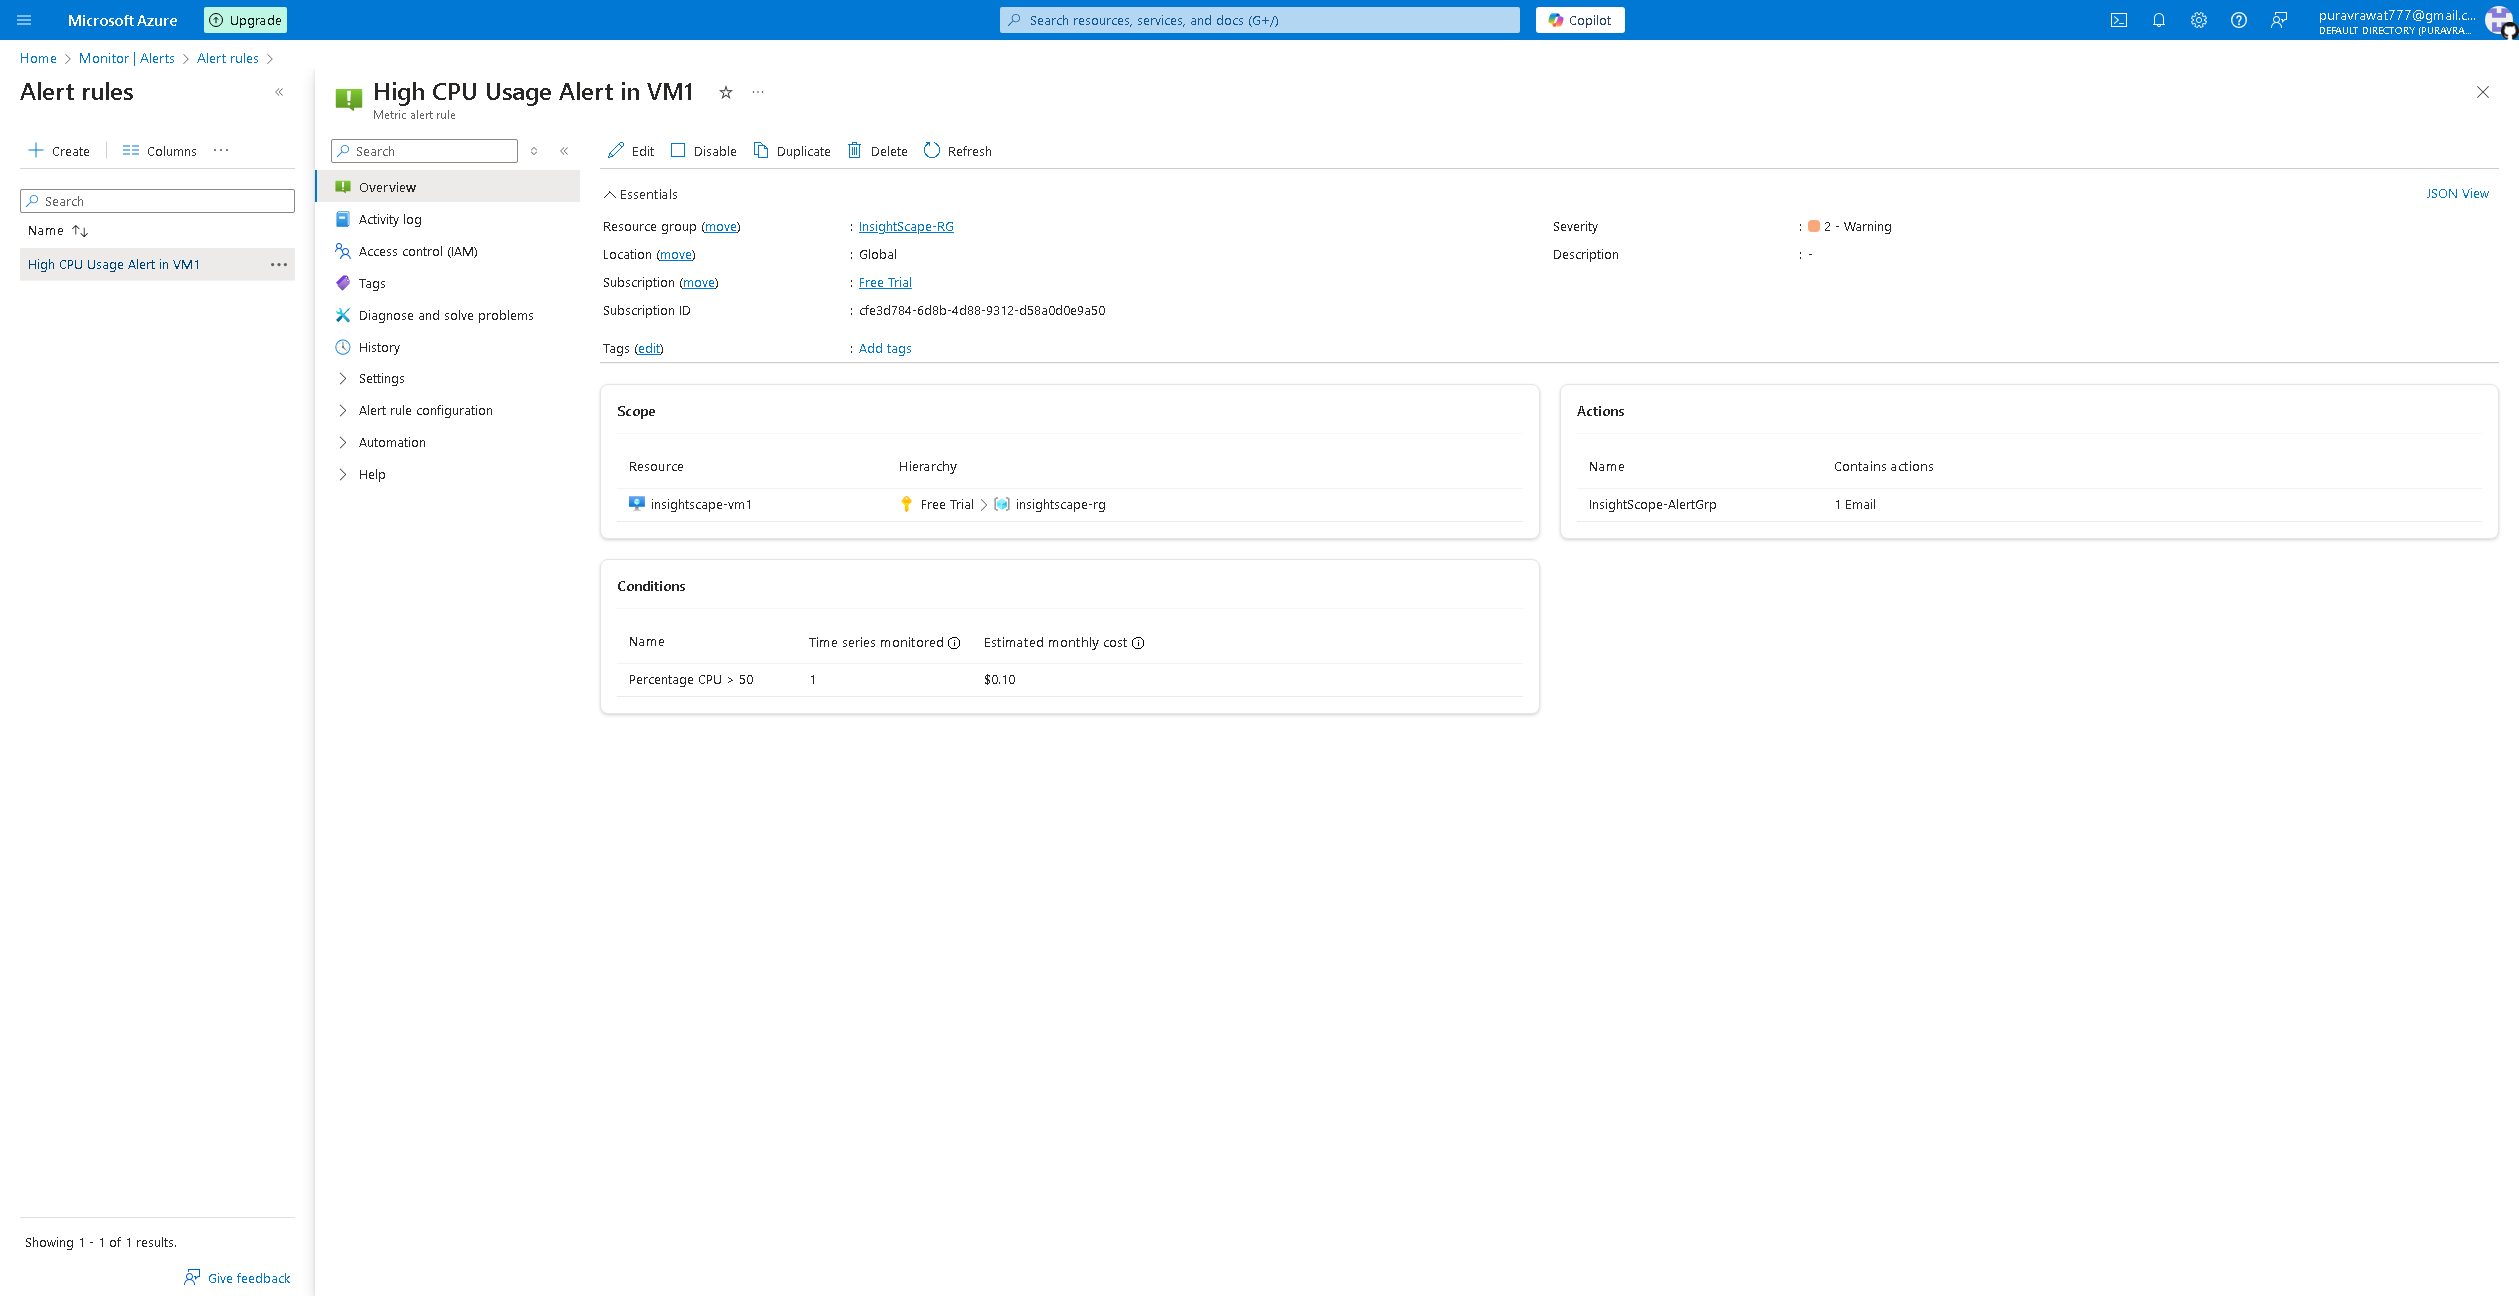 Microsoft Azure
Upgrade
Search resources, services, and docs (G+/)
Copilot
puravrawat777@gmail.c...
DEFAULT DIRECTORY (PURAVRA...
Home > Monitor | Alerts > Alert rules >
Alert rules
Create
Columns
Search
Name
High CPU Usage Alert in VM1
Showing 1 - 1 of 1 results.
Give feedback
High CPU Usage Alert in VM1
Metric alert rule
Search
Overview
Activity log
Access control (IAM)
Tags
Diagnose and solve problems
History
Settings
Alert rule configuration
Automation
Help
Edit
Disable
Duplicate
Delete
Refresh
Essentials
JSON View
Resource group (move) : InsightScape-RG
Location (move) : Global
Subscription (move) : Free Trial
Subscription ID : cfe3d784-6d8b-4d88-9312-d58a0d0e9a50
Tags (edit) : Add tags
Severity : 2 - Warning
Description : -
Scope
Resource Hierarchy
insightscape-vm1 Free Trial > insightscape-rg
Actions
Name Contains actions
InsightScope-AlertGrp 1 Email
Conditions
Name Time series monitored Estimated monthly cost
Percentage CPU > 50 1 $0.10